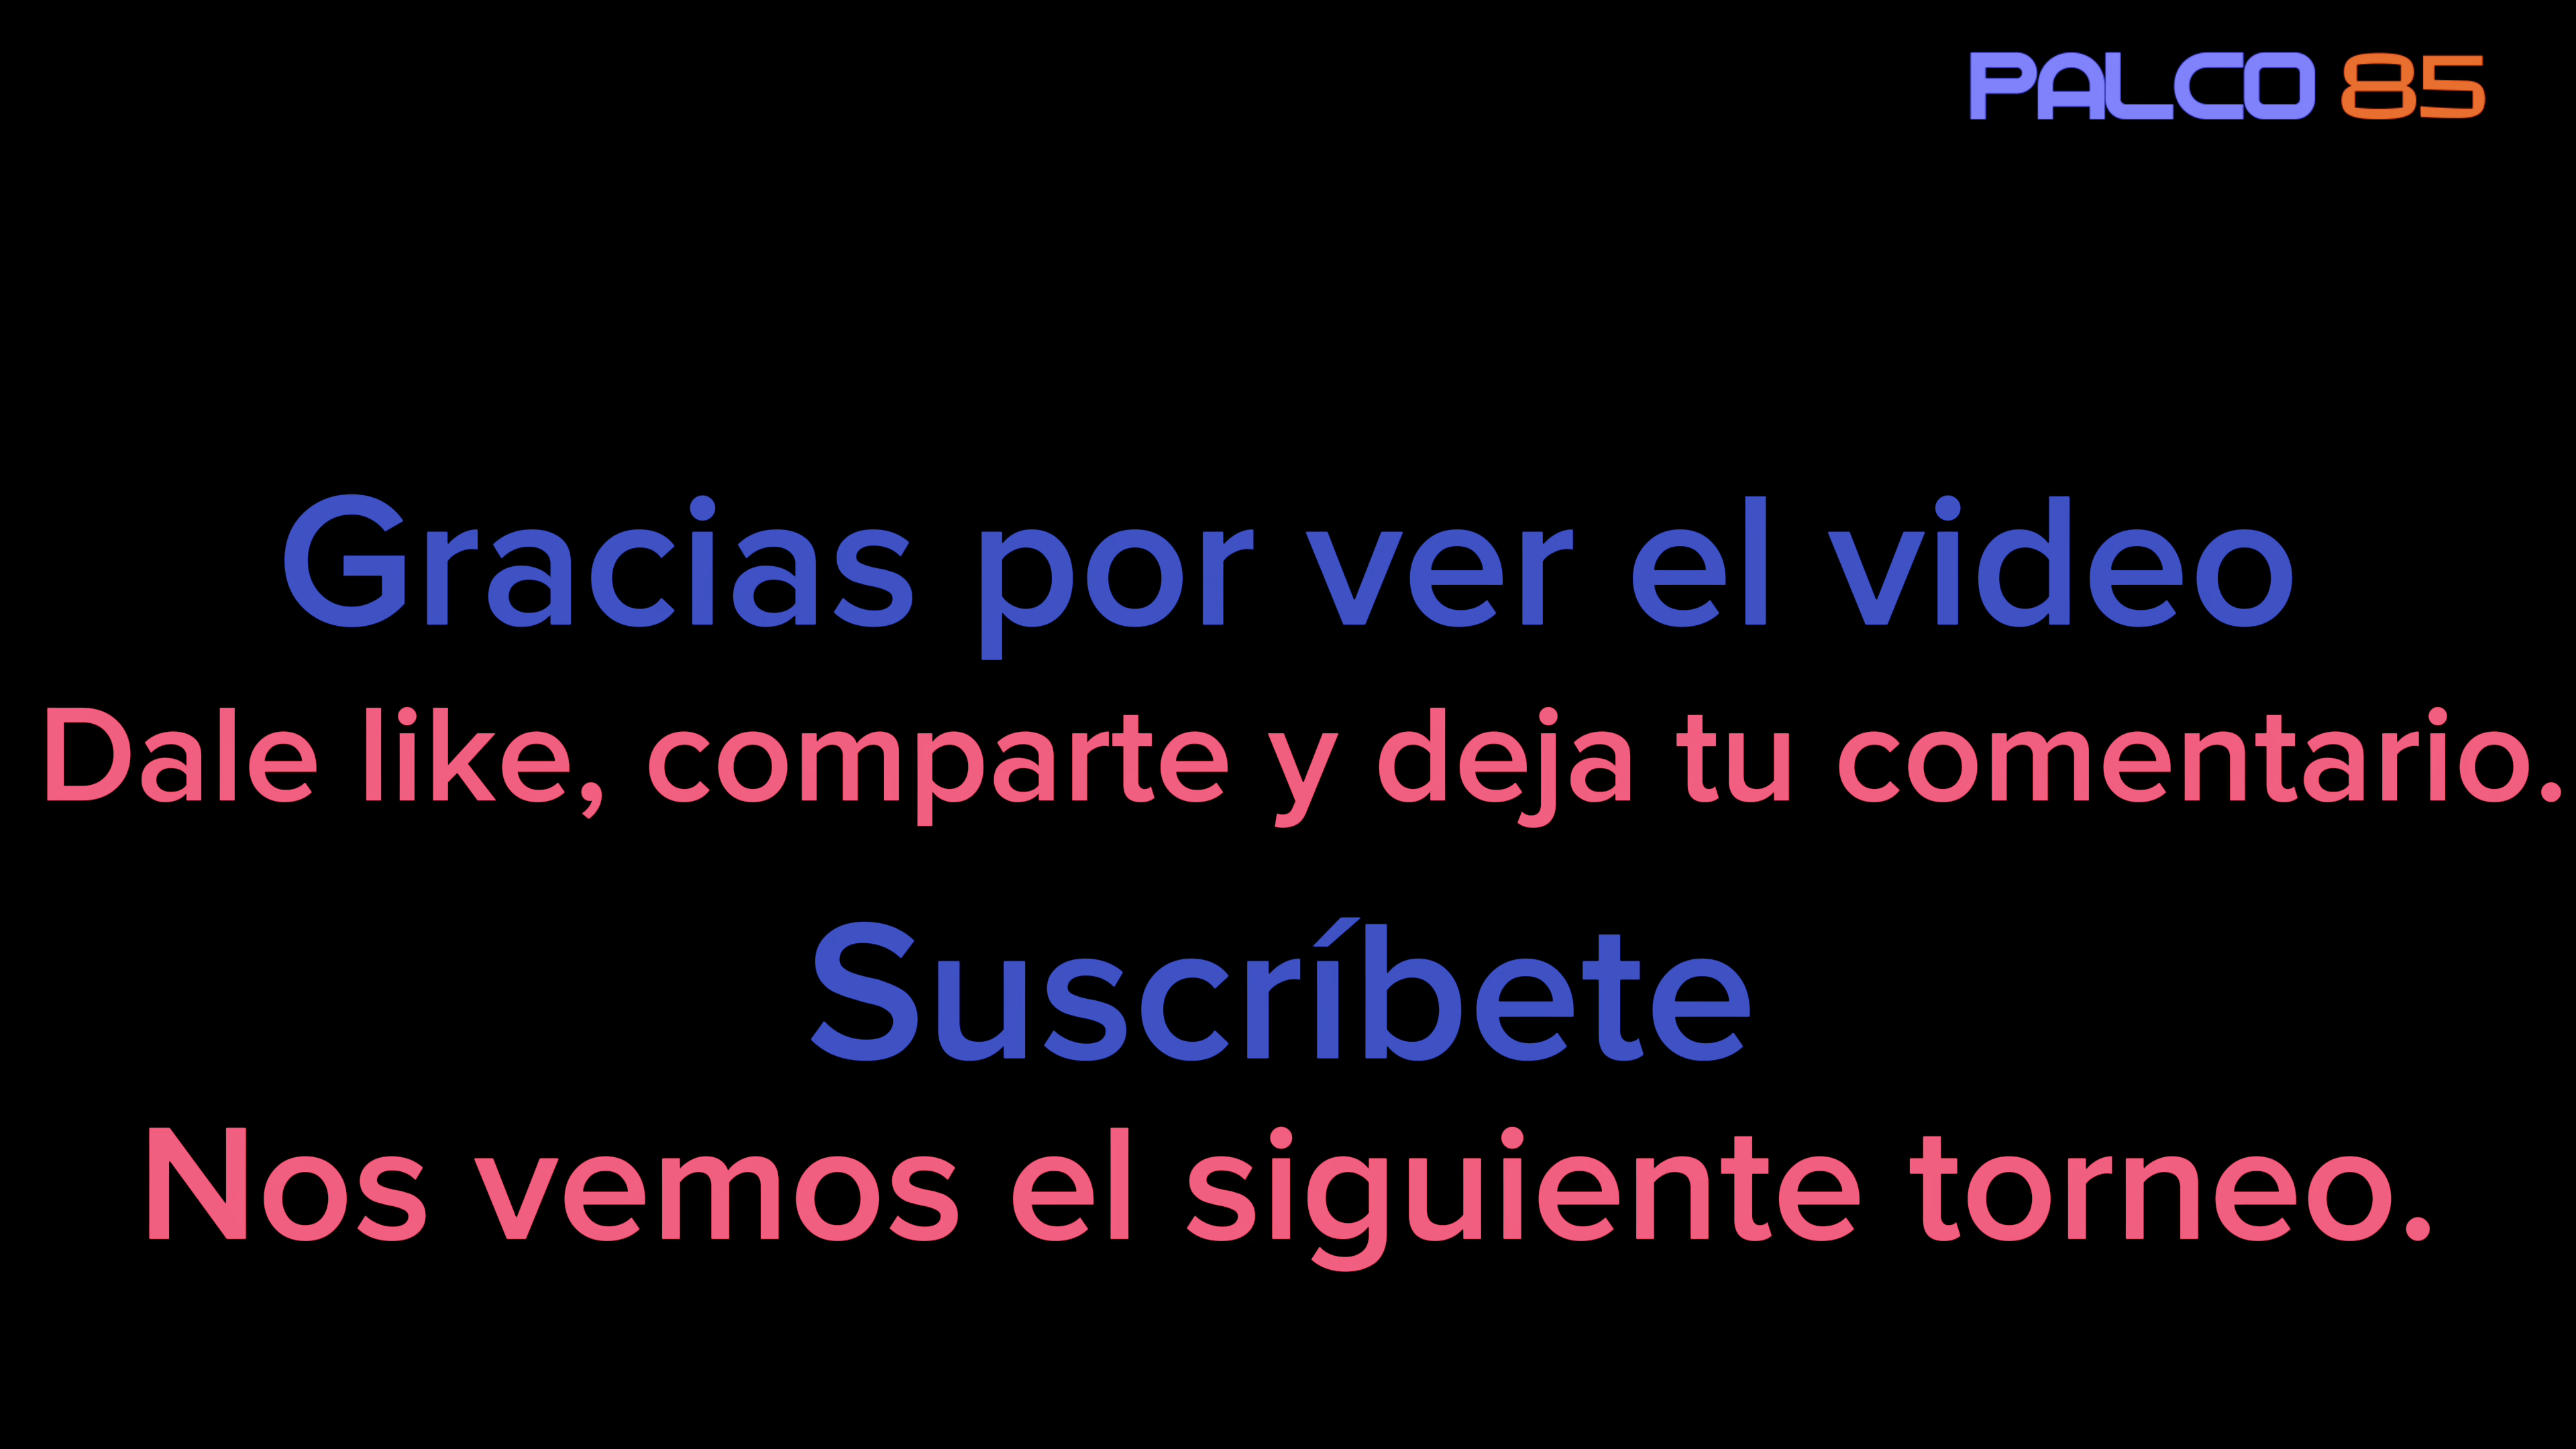 PALCO 85
Gracias por ver el video
Dale like, comparte y deja tu comentario.
Suscríbete
Nos vemos el siguiente torneo.